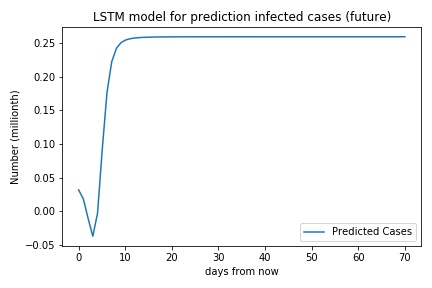 LSTM model for prediction infected cases (future)
Number (millionth)
0.25
0.20
0.15
0.10
0.05
0.00
−0.05
0 10 20 30 40 50 60 70
days from now
Predicted Cases